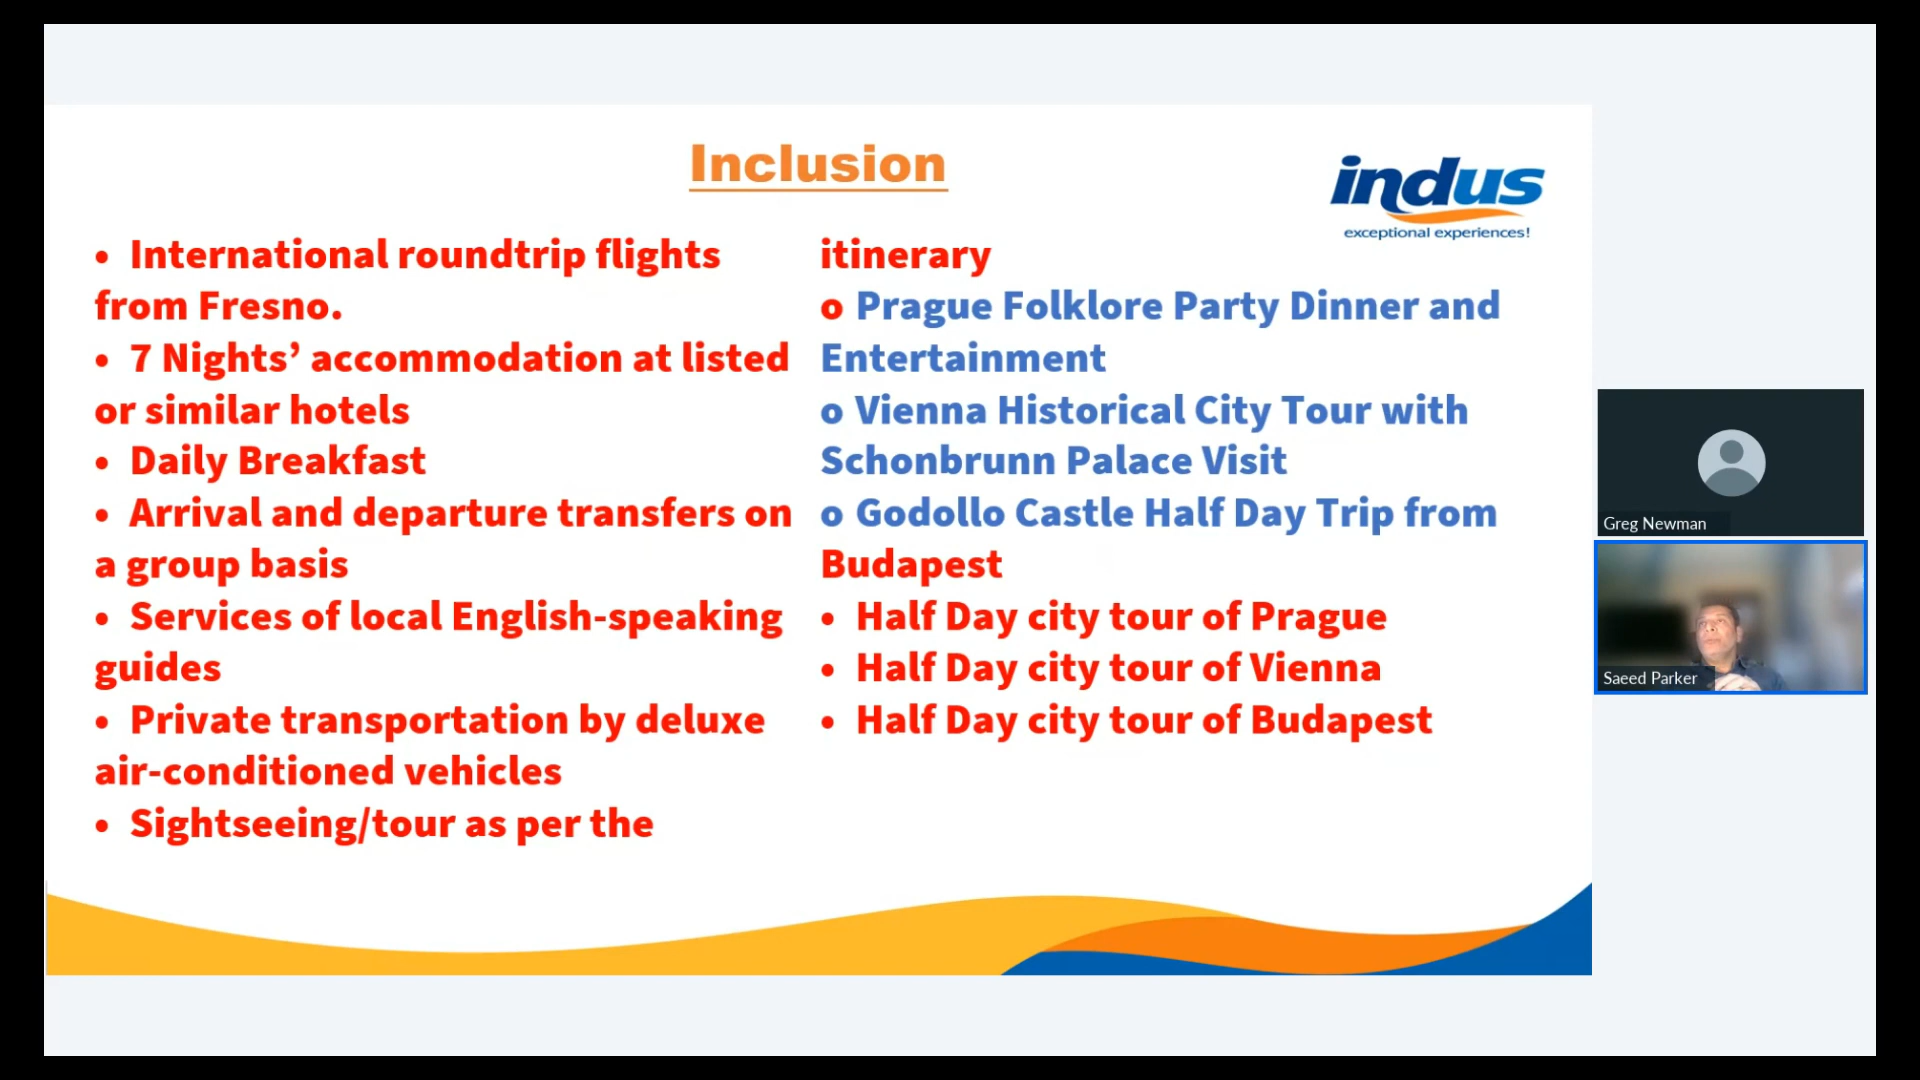 Inclusion
indus
exceptional experiences!
• International roundtrip flights
from Fresno.
• 7 Nights’ accommodation at listed
or similar hotels
• Daily Breakfast
• Arrival and departure transfers on
a group basis
• Services of local English-speaking
guides
• Private transportation by deluxe
air-conditioned vehicles
• Sightseeing/tour as per the
itinerary
o Prague Folklore Party Dinner and
Entertainment
o Vienna Historical City Tour with
Schonbrunn Palace Visit
o Godollo Castle Half Day Trip from
Budapest
• Half Day city tour of Prague
• Half Day city tour of Vienna
• Half Day city tour of Budapest
Greg Newman
Saeed Parker